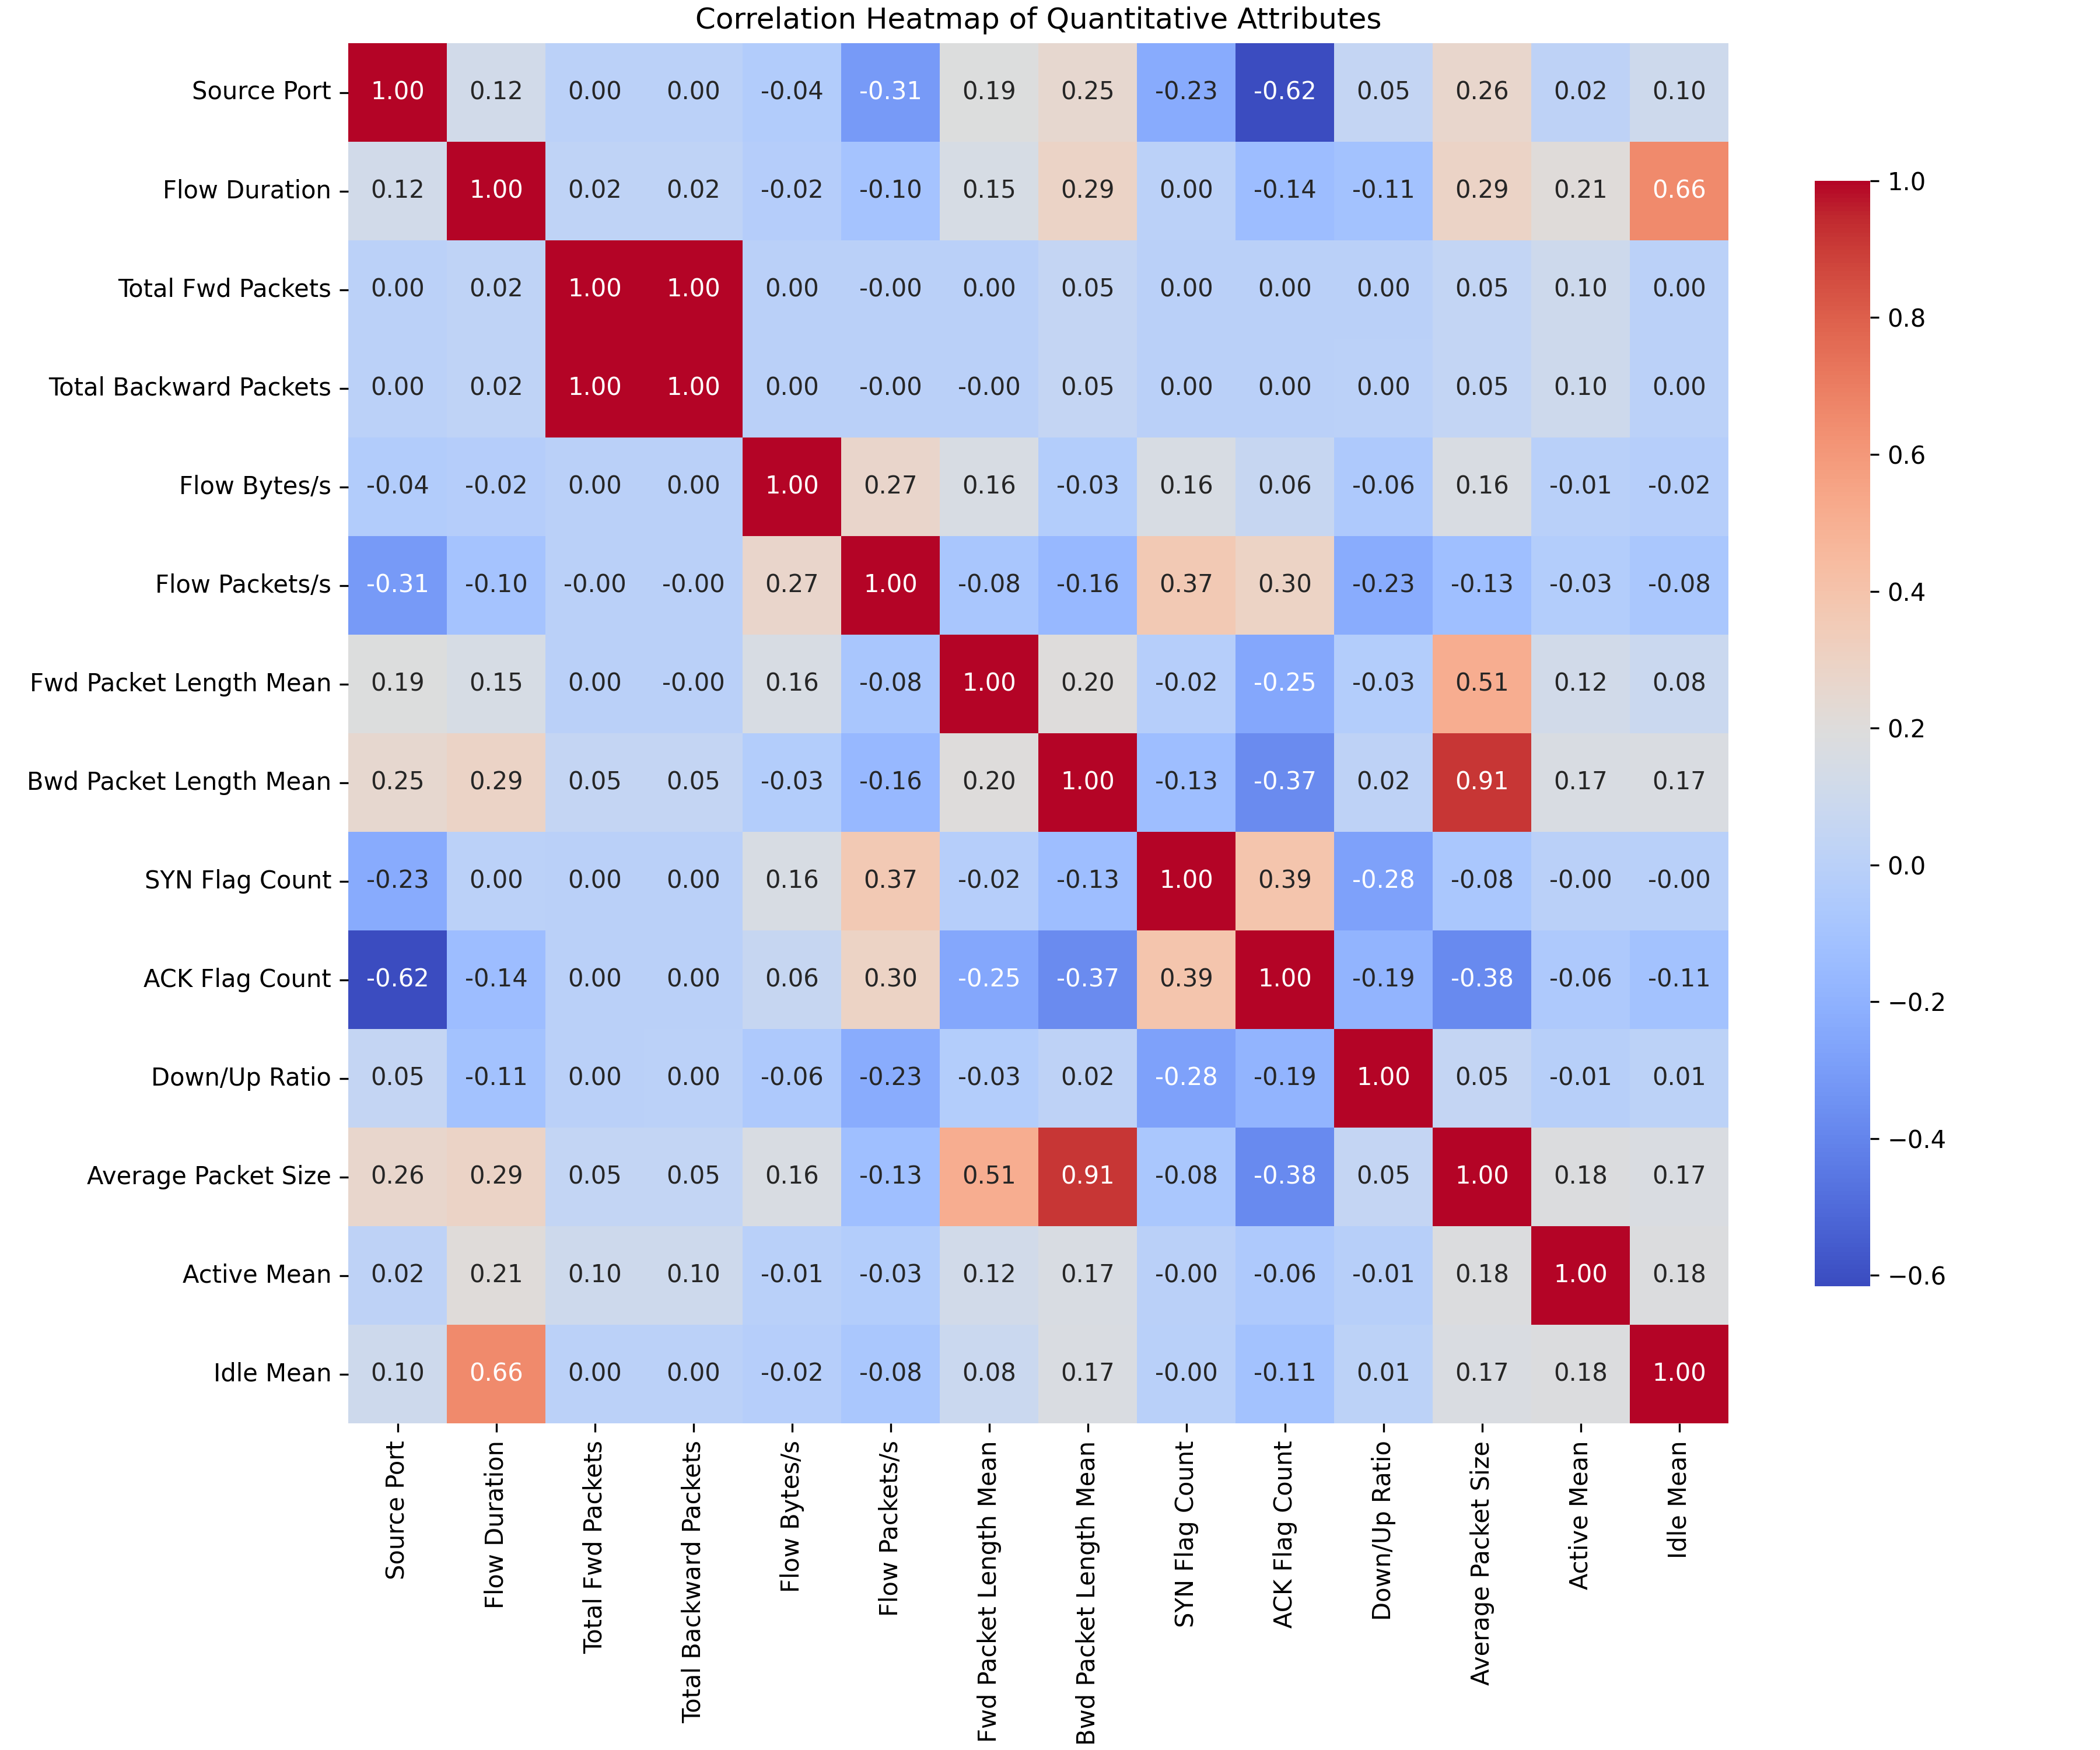 Correlation Heatmap of Quantitative Attributes
Source Port 1.00 0.12 0.00 0.00 -0.04 -0.31 0.19 0.25 -0.23 -0.62 0.05 0.26 0.02 0.10
Flow Duration 0.12 1.00 0.02 0.02 -0.02 -0.10 0.15 0.29 0.00 -0.14 -0.11 0.29 0.21 0.66
Total Fwd Packets 0.00 0.02 1.00 1.00 0.00 -0.00 0.00 0.05 0.00 0.00 0.00 0.05 0.10 0.00
Total Backward Packets 0.00 0.02 1.00 1.00 0.00 -0.00 -0.00 0.05 0.00 0.00 0.00 0.05 0.10 0.00
Flow Bytes/s -0.04 -0.02 0.00 0.00 1.00 0.27 0.16 -0.03 0.16 0.06 -0.06 0.16 -0.01 -0.02
Flow Packets/s -0.31 -0.10 -0.00 -0.00 0.27 1.00 -0.08 -0.16 0.37 0.30 -0.23 -0.13 -0.03 -0.08
Fwd Packet Length Mean 0.19 0.15 0.00 -0.00 0.16 -0.08 1.00 0.20 -0.02 -0.25 -0.03 0.51 0.12 0.08
Bwd Packet Length Mean 0.25 0.29 0.05 0.05 -0.03 -0.16 0.20 1.00 -0.13 -0.37 0.02 0.91 0.17 0.17
SYN Flag Count -0.23 0.00 0.00 0.00 0.16 0.37 -0.02 -0.13 1.00 0.39 -0.28 -0.08 -0.00 -0.00
ACK Flag Count -0.62 -0.14 0.00 0.00 0.06 0.30 -0.25 -0.37 0.39 1.00 -0.19 -0.38 -0.06 -0.11
Down/Up Ratio 0.05 -0.11 0.00 0.00 -0.06 -0.23 -0.03 0.02 -0.28 -0.19 1.00 0.05 -0.01 0.01
Average Packet Size 0.26 0.29 0.05 0.05 0.16 -0.13 0.51 0.91 -0.08 -0.38 0.05 1.00 0.18 0.17
Active Mean 0.02 0.21 0.10 0.10 -0.01 -0.03 0.12 0.17 -0.00 -0.06 -0.01 0.18 1.00 0.18
Idle Mean 0.10 0.66 0.00 0.00 -0.02 -0.08 0.08 0.17 -0.00 -0.11 0.01 0.17 0.18 1.00
Source Port
Flow Duration
Total Fwd Packets
Total Backward Packets
Flow Bytes/s
Flow Packets/s
Fwd Packet Length Mean
Bwd Packet Length Mean
SYN Flag Count
ACK Flag Count
Down/Up Ratio
Average Packet Size
Active Mean
Idle Mean
1.0
0.8
0.6
0.4
0.2
0.0
−0.2
−0.4
−0.6